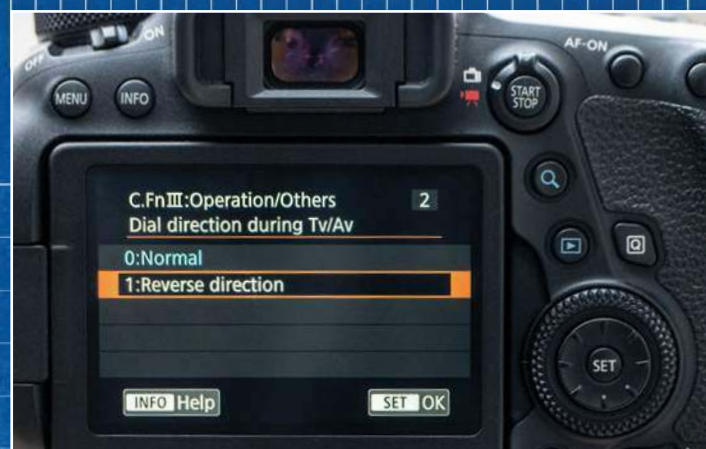 OFF
ON
MENU
INFO
START
STOP
AF-ON
C.FnIII:Operation/Others 2
Dial direction during Tv/Av
0:Normal
1:Reverse direction
INFO Help
SET OK
Q
SET